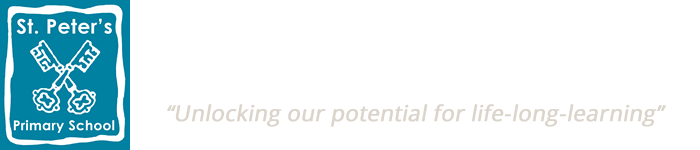 St. Peter's
Primary School
“Unlocking our potential for life-long-learning”